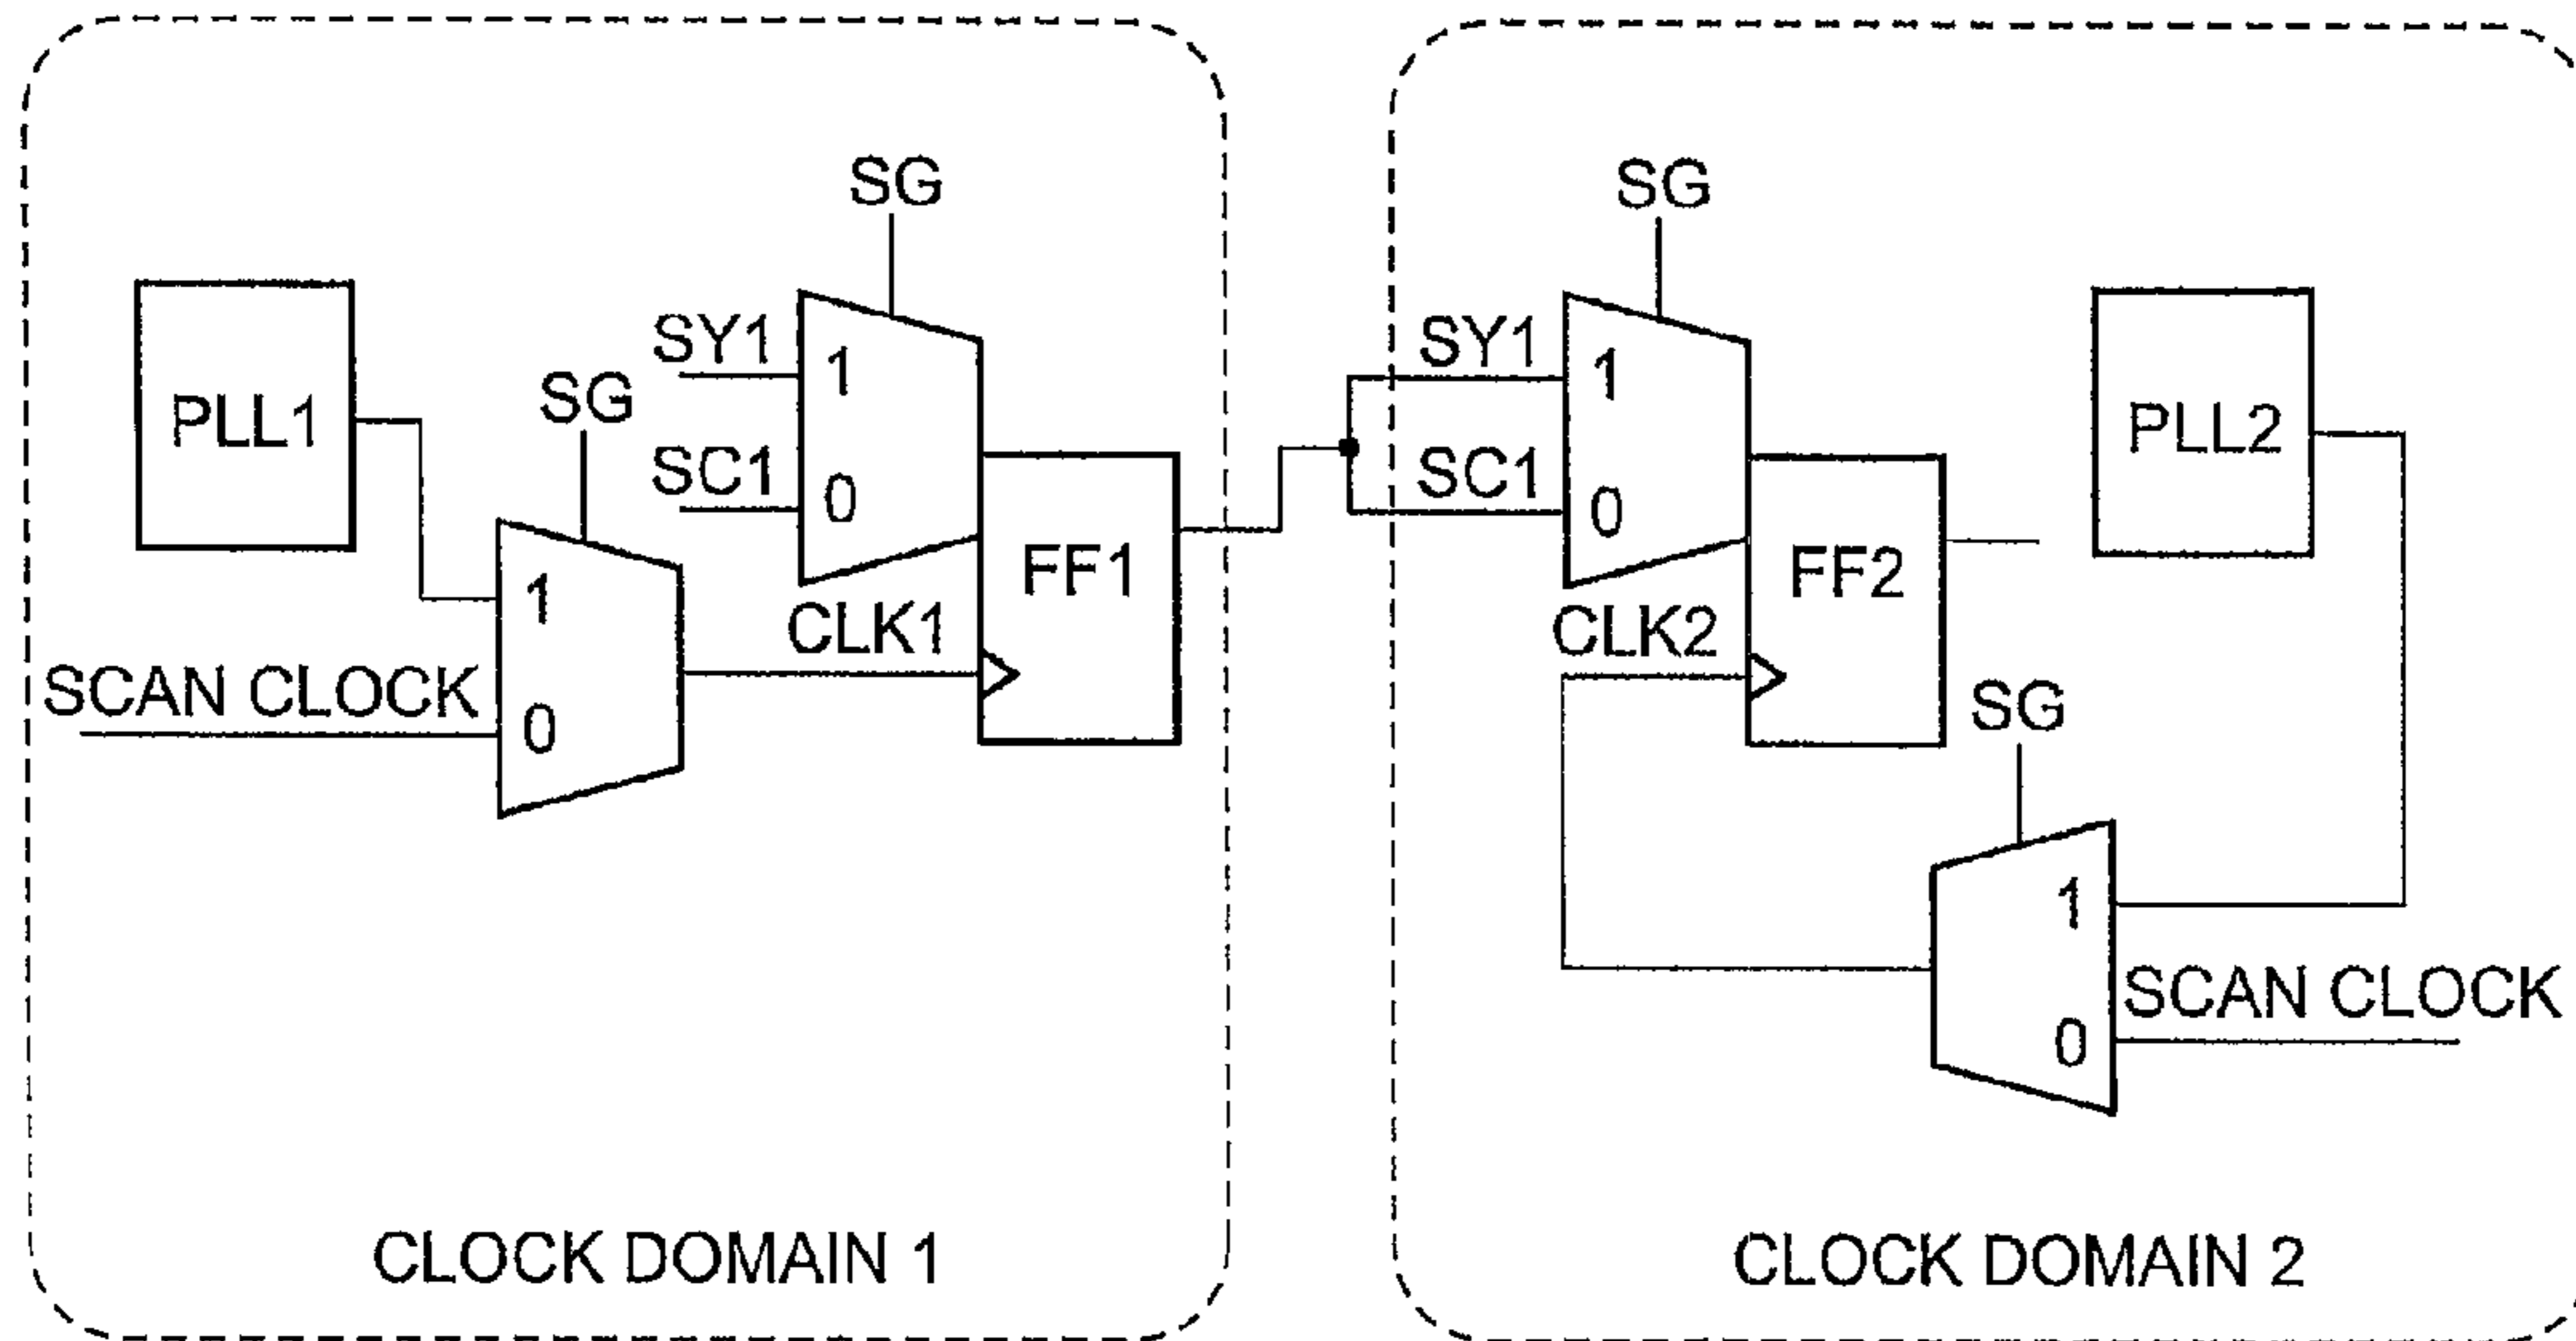 SG
SY1
1
PLL1
SG
SC1
0
FF1
1
CLK1
SCAN CLOCK
0
CLOCK DOMAIN 1
SG
SY1
1
PLL2
SC1
0
FF2
CLK2
SG
1
SCAN CLOCK
0
CLOCK DOMAIN 2